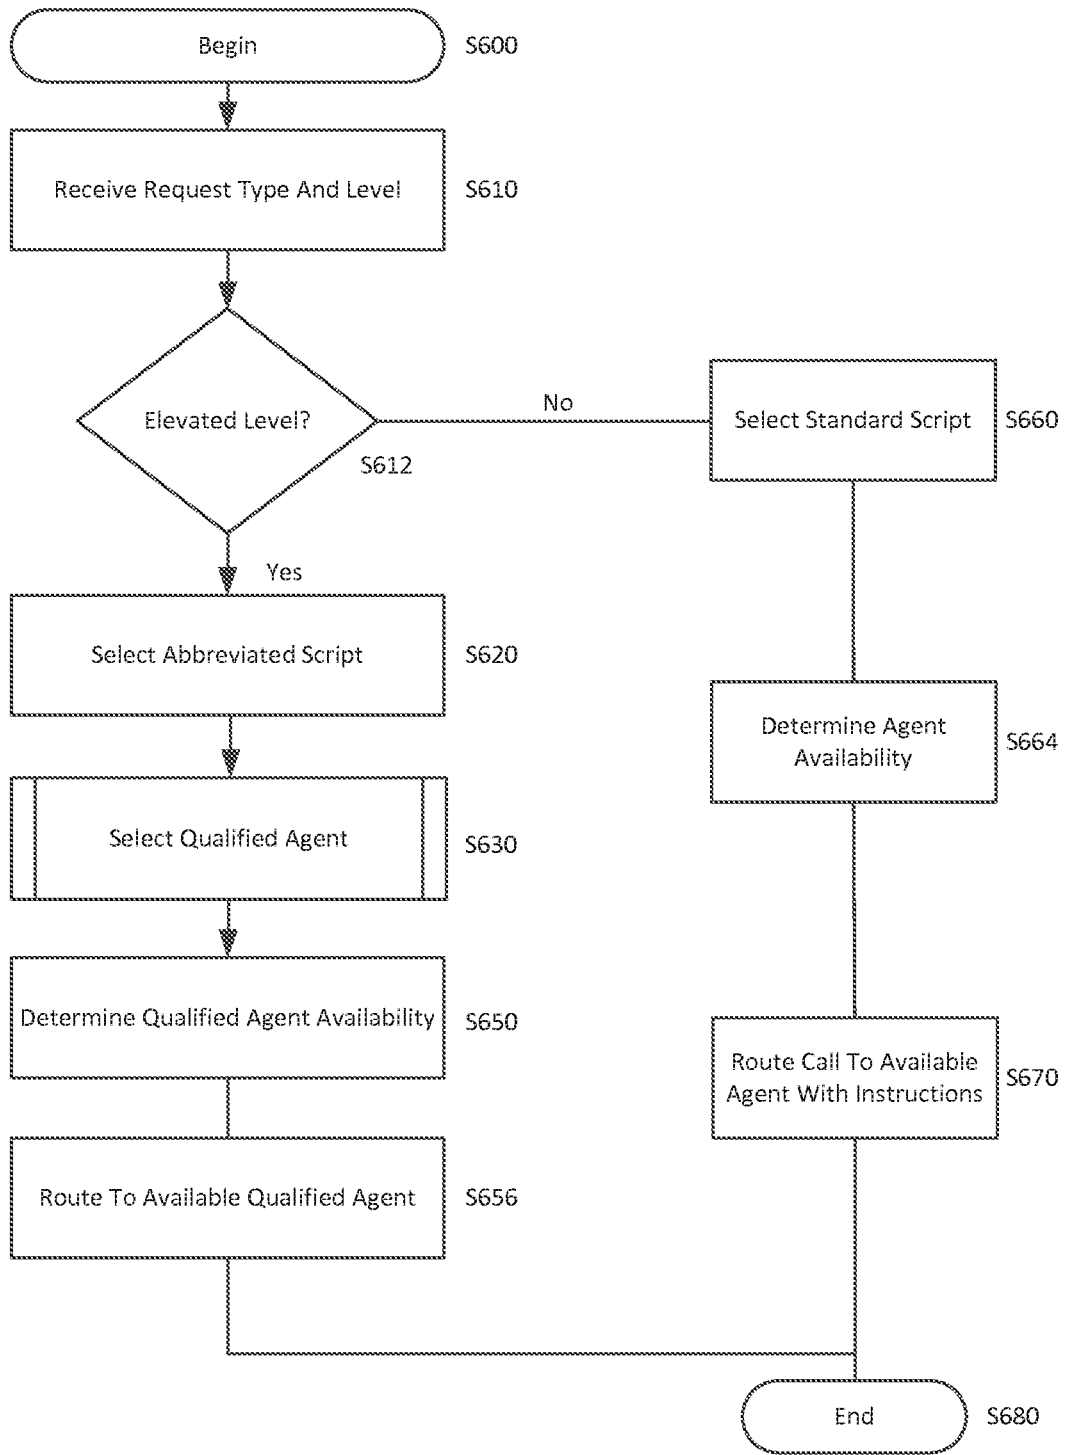 Begin
S600
Receive Request Type And Level
S610
Elevated Level?
S612
No
Select Standard Script
S660
Yes
Select Abbreviated Script
S620
Determine Agent
Availability
S664
Select Qualified Agent
S630
Determine Qualified Agent Availability
S650
Route Call To Available
Agent With Instructions
S670
Route To Available Qualified Agent
S656
End
S680